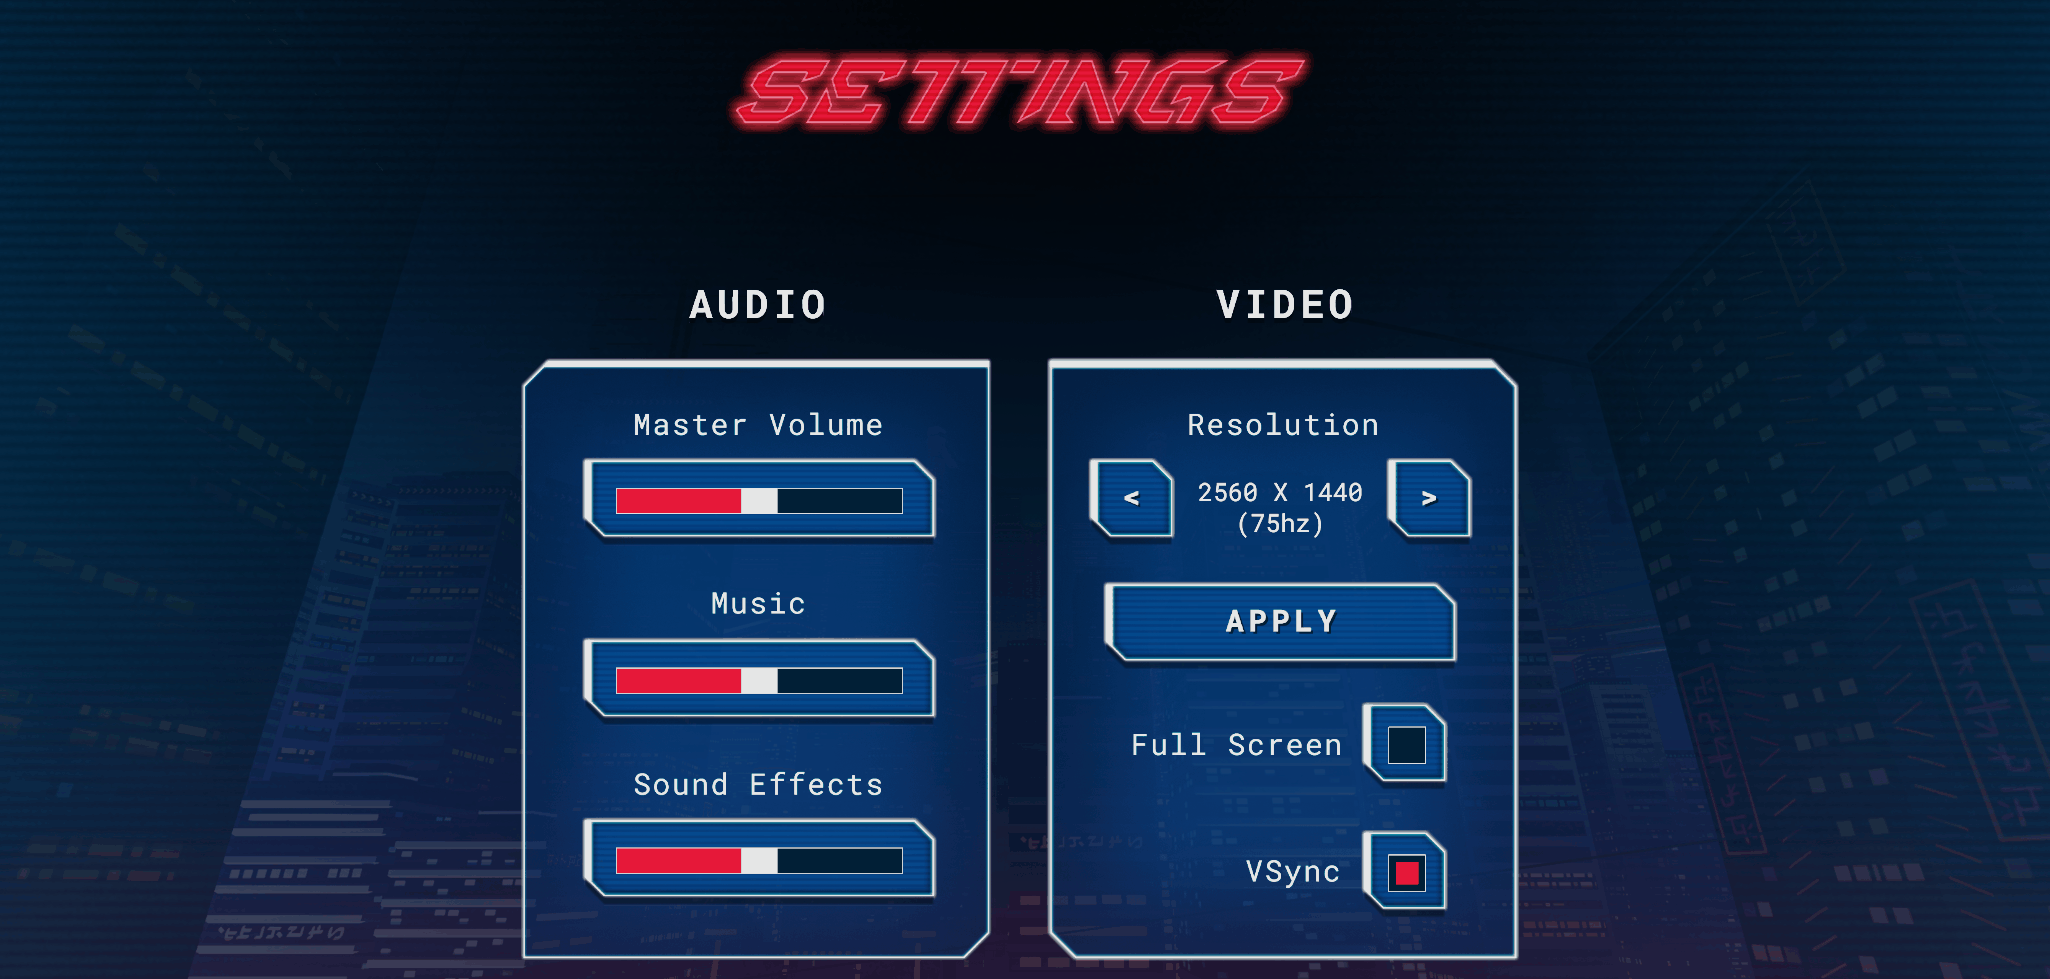 SETTINGS
AUDIO
Master Volume
Music
Sound Effects
VIDEO
Resolution
<
2560 X 1440
(75hz)
>
APPLY
Full Screen
VSync